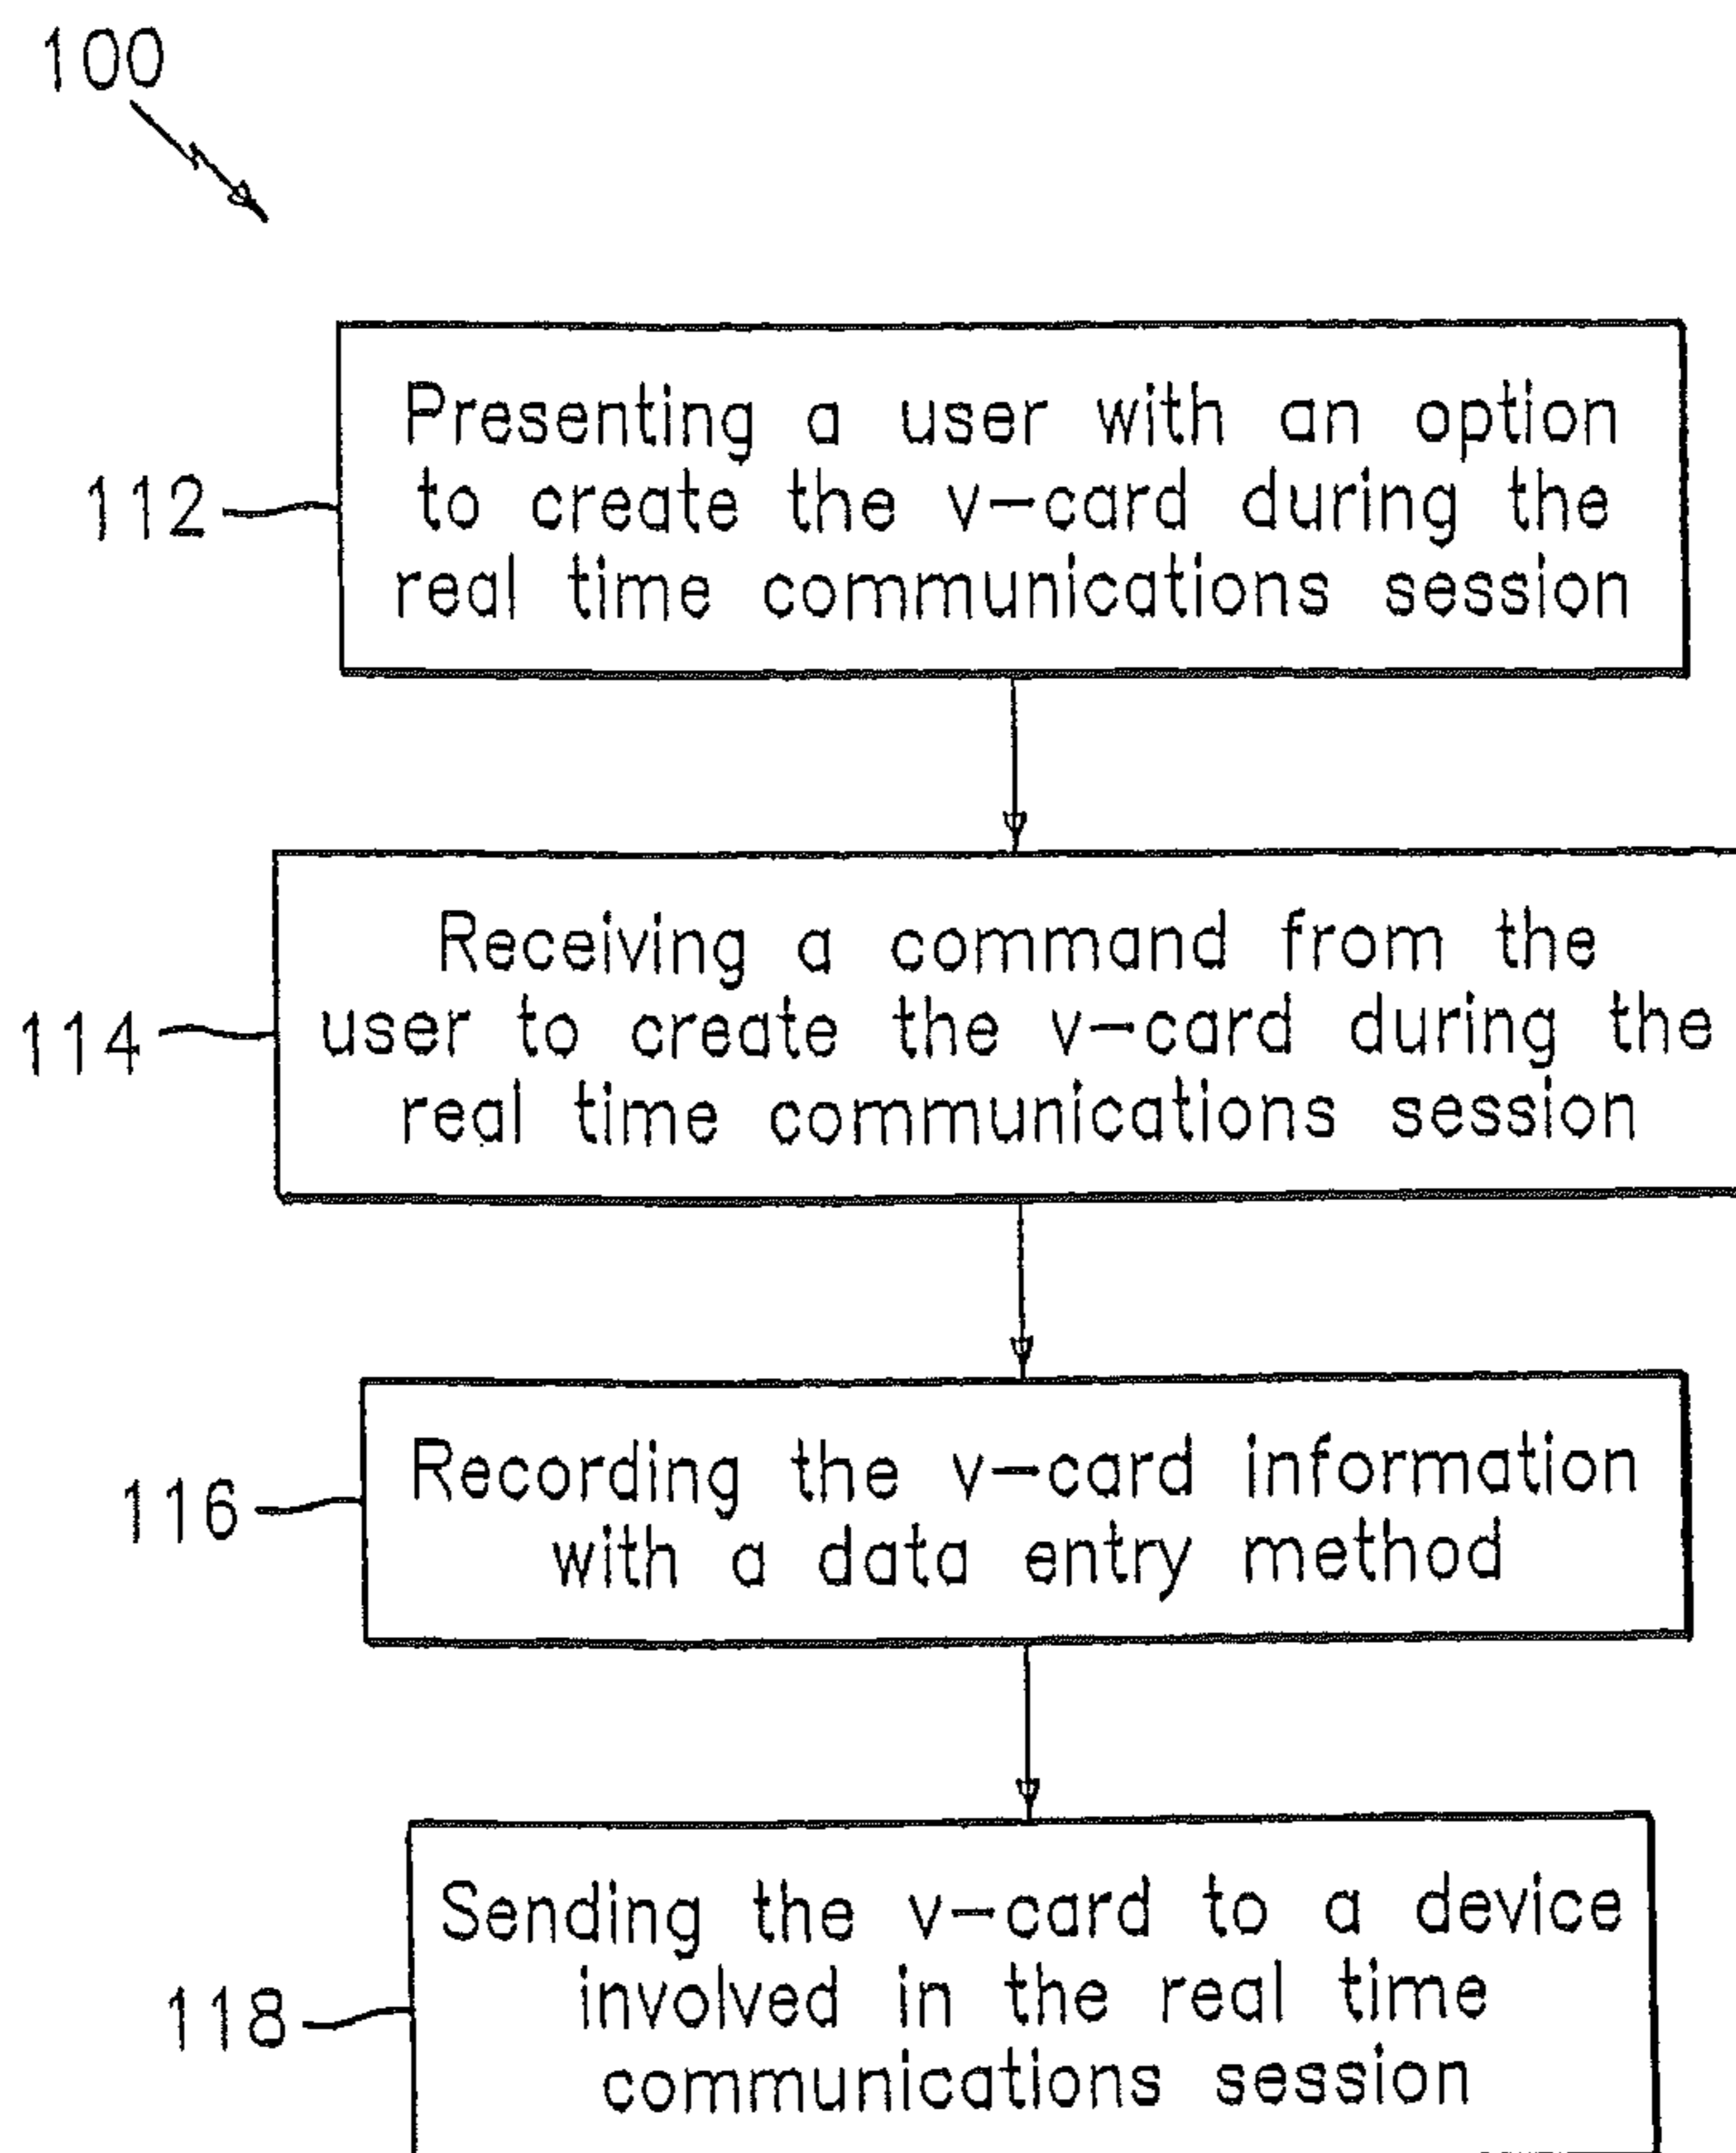 100
Presenting a user with an option
to create the v-card during the
real time communications session
112
Receiving a command from the
user to create the v-card during the
real time communications session
114
Recording the v-card information
with a data entry method
116
Sending the v-card to a device
involved in the real time
communications session
118